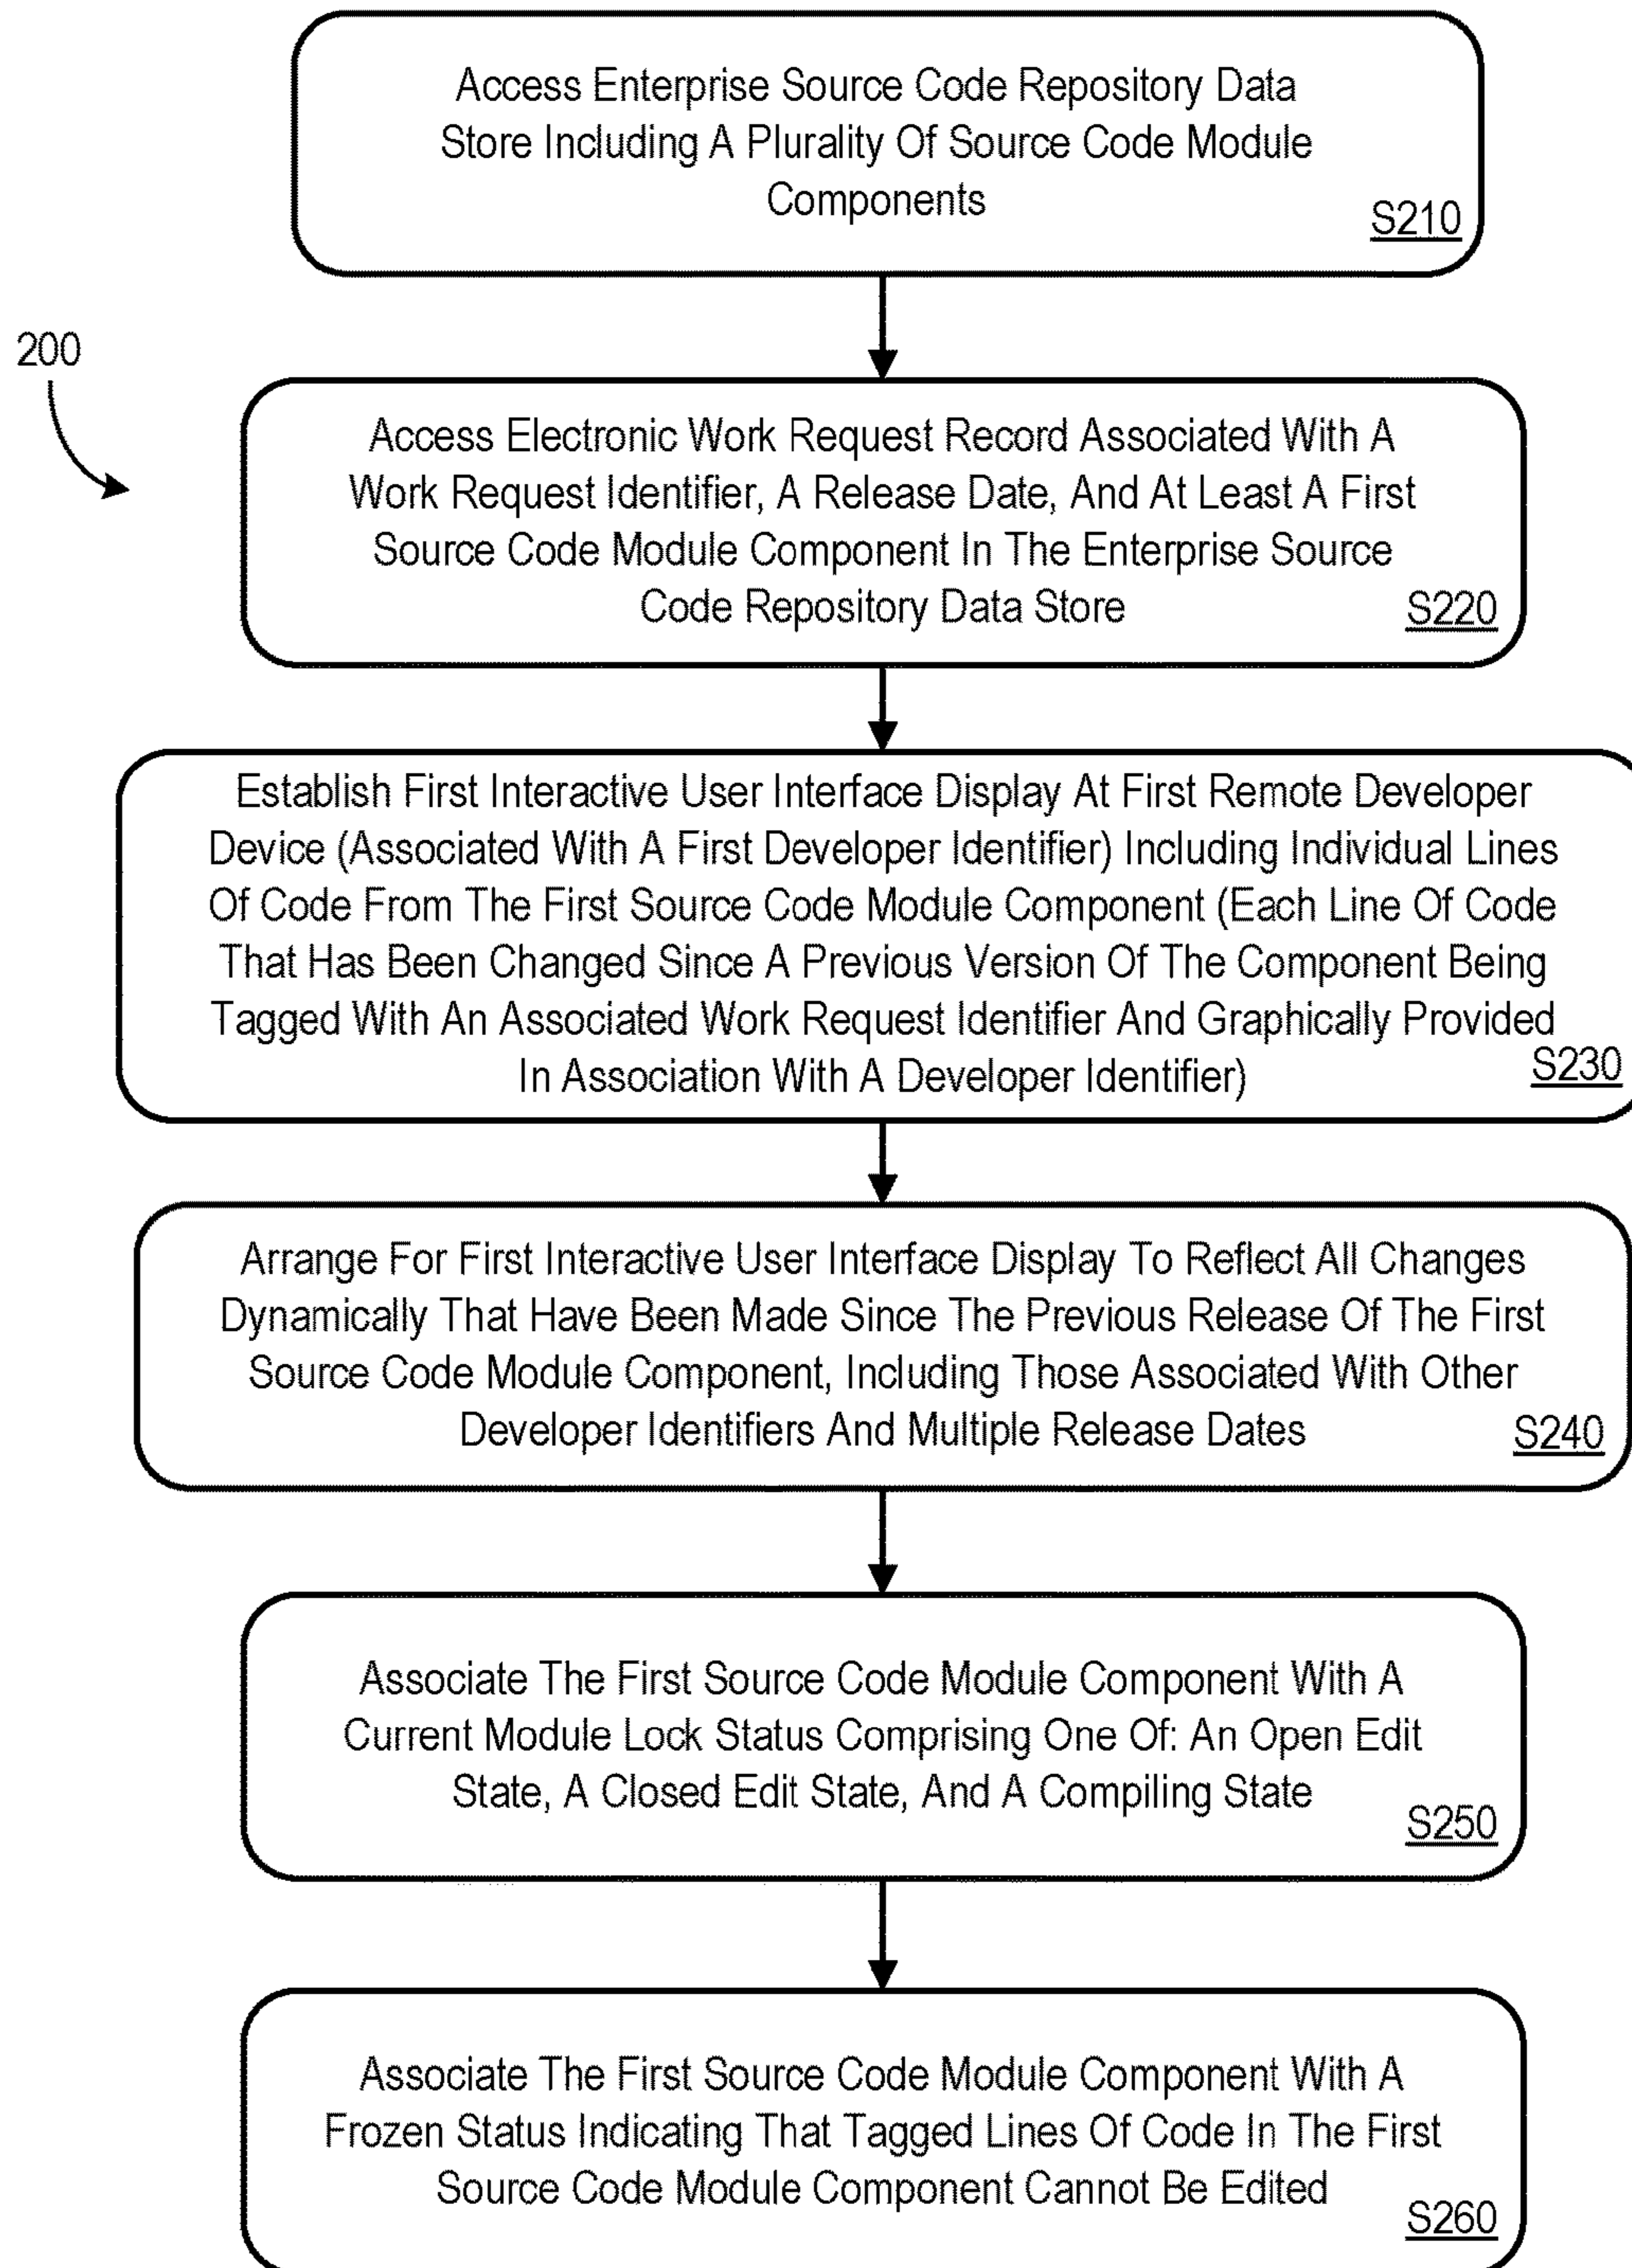 Access Enterprise Source Code Repository Data
Store Including A Plurality Of Source Code Module
Components
S210
200
Access Electronic Work Request Record Associated With A
Work Request Identifier, A Release Date, And At Least A First
Source Code Module Component In The Enterprise Source
Code Repository Data Store
S220
Establish First Interactive User Interface Display At First Remote Developer
Device (Associated With A First Developer Identifier) Including Individual Lines
Of Code From The First Source Code Module Component (Each Line Of Code
That Has Been Changed Since A Previous Version Of The Component Being
Tagged With An Associated Work Request Identifier And Graphically Provided
In Association With A Developer Identifier)
S230
Arrange For First Interactive User Interface Display To Reflect All Changes
Dynamically That Have Been Made Since The Previous Release Of The First
Source Code Module Component, Including Those Associated With Other
Developer Identifiers And Multiple Release Dates
S240
Associate The First Source Code Module Component With A
Current Module Lock Status Comprising One Of: An Open Edit
State, A Closed Edit State, And A Compiling State
S250
Associate The First Source Code Module Component With A
Frozen Status Indicating That Tagged Lines Of Code In The First
Source Code Module Component Cannot Be Edited
S260